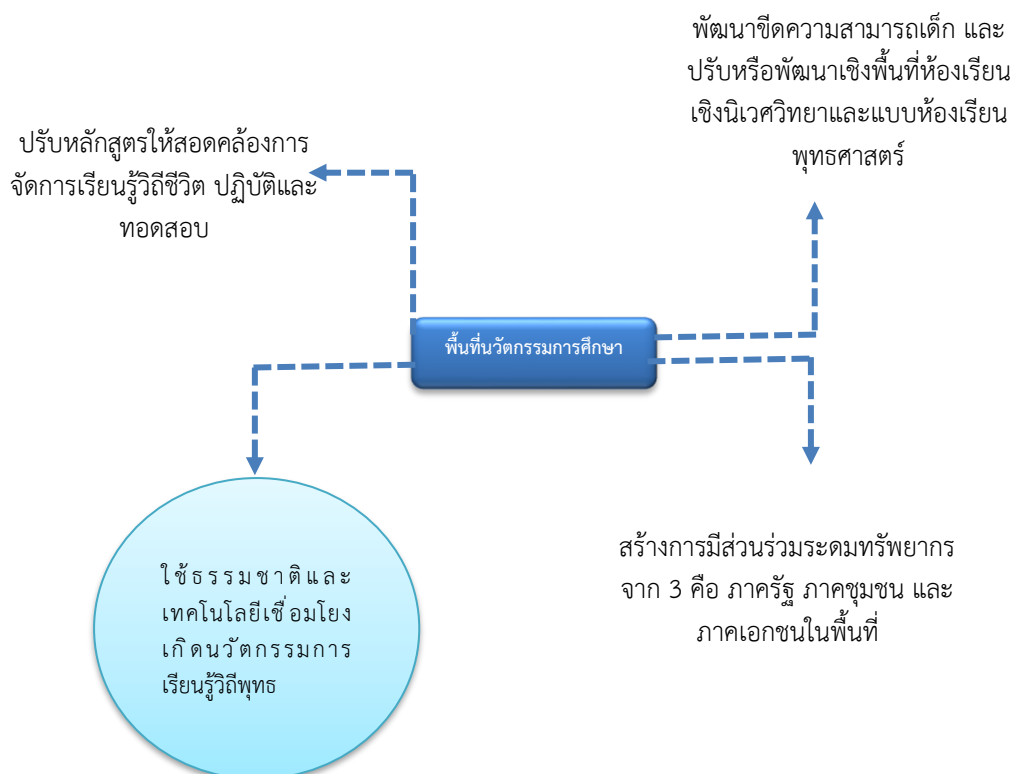 พัฒนาขีดความสามารถเด็ก และ
ปรับหรือพัฒนาเชิงพื้นที่ห้องเรียน
เชิงนิเวศวิทยาและแบบห้องเรียน
พุทธศาสตร์
ปรับหลักสูตรให้สอดคล้องการ
จัดการเรียนรู้วิถีชีวิต ปฏิบัติและ
ทอดสอบ
พื้นที่นวัตกรรมการศึกษา
ใช้ธรรมชาติและ
เทคโนโลยีเชื่อมโยง
เกิดนวัตกรรมการ
เรียนรู้วิถีพุทธ
สร้างการมีส่วนร่วมระดมทรัพยากร
จาก 3 คือ ภาครัฐ ภาคชุมชน และ
ภาคเอกชนในพื้นที่